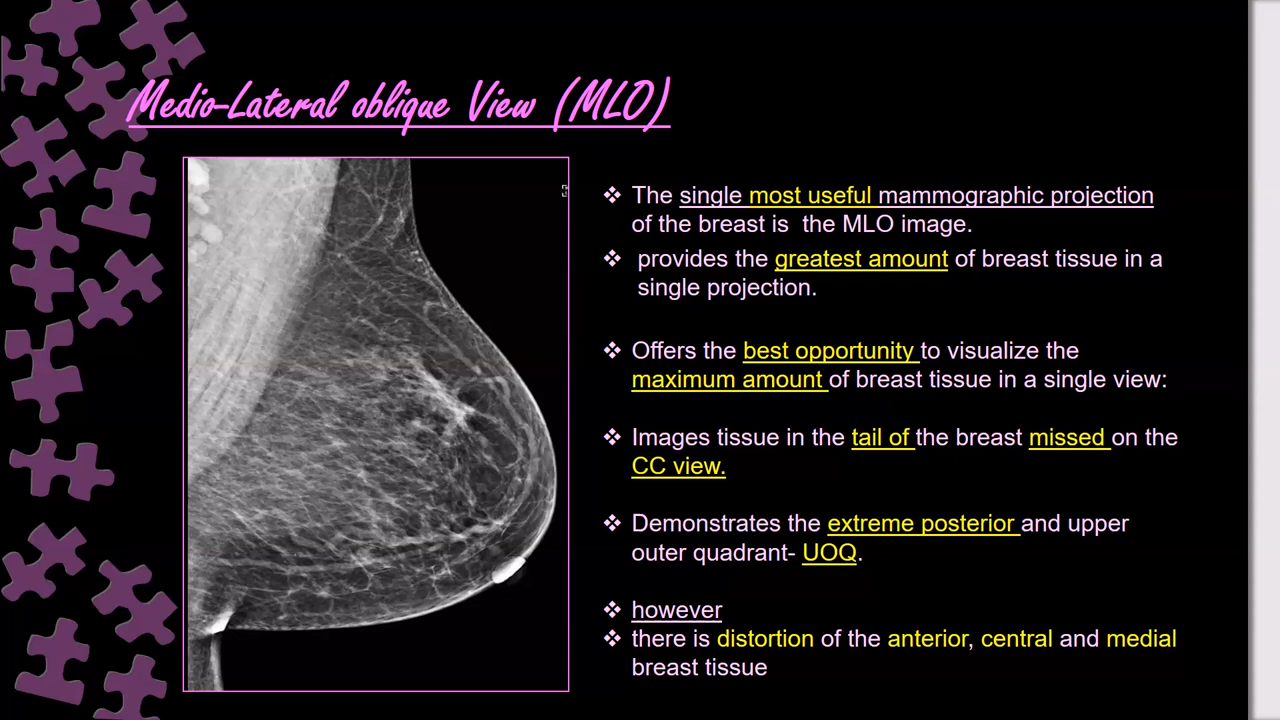 Medio-Lateral oblique View (MLO)
❖ The single most useful mammographic projection
of the breast is the MLO image.
❖ provides the greatest amount of breast tissue in a
single projection.
❖ Offers the best opportunity to visualize the
maximum amount of breast tissue in a single view:
❖ Images tissue in the tail of the breast missed on the
CC view.
❖ Demonstrates the extreme posterior and upper
outer quadrant- UOQ.
❖ however
❖ there is distortion of the anterior, central and medial
breast tissue